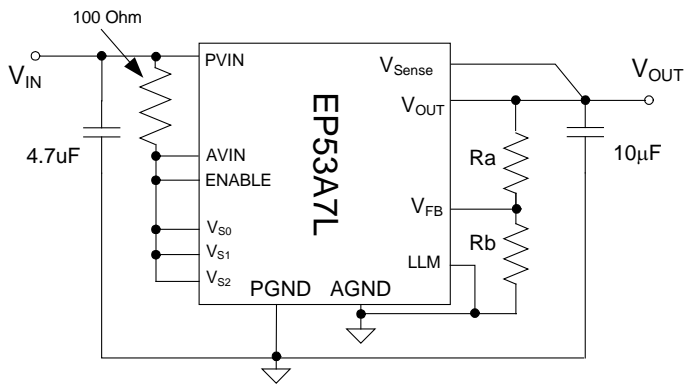 100 Ohm
PVIN
VIN
VSense
VOUT
VOUT
EP53A7L
4.7uF
AVIN
ENABLE
Ra
10μF
VFB
VS0
VS1
VS2
Rb
LLM
PGND AGND